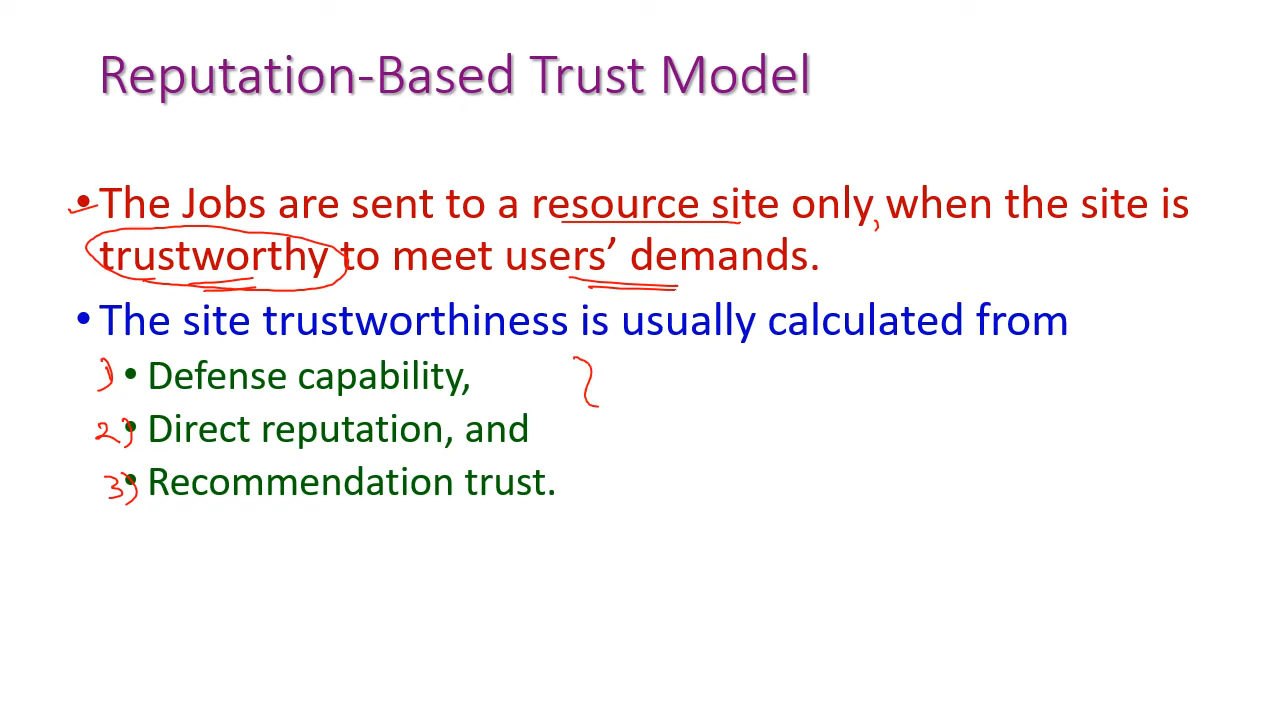 Reputation-Based Trust Model
• The Jobs are sent to a resource site only, when the site is
trustworthy to meet users’ demands.
• The site trustworthiness is usually calculated from
1) • Defense capability,
2) • Direct reputation, and
3) • Recommendation trust.